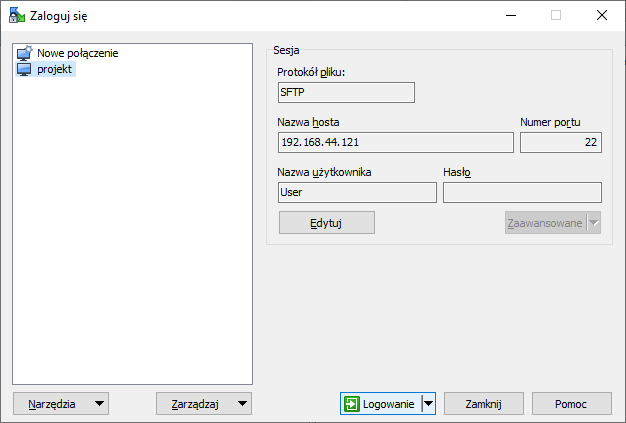 Zaloguj się
Nowe połączenie
projekt
Sesja
Protokół pliku:
SFTP
Nazwa hosta
Numer portu
192.168.44.121
22
Nazwa użytkownika
Hasło
User
Edytuj
Zaawansowane
Narzędzia
Zarządzaj
Logowanie
Zamknij
Pomoc